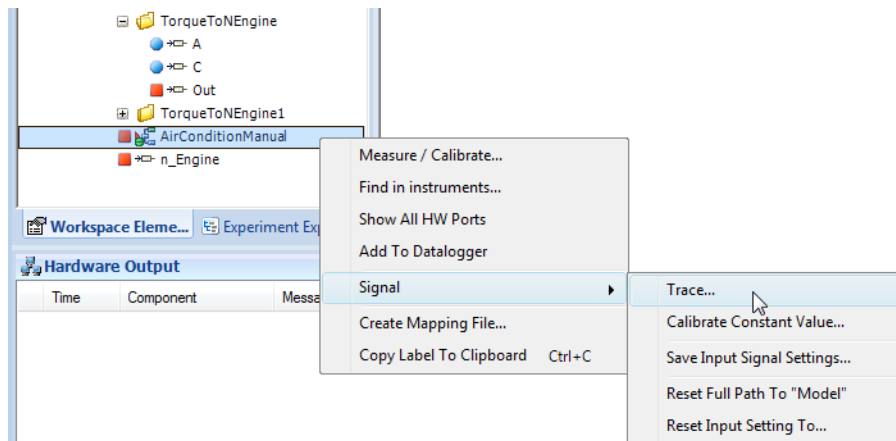 TorqueToNEngine
A
C
Out
TorqueToNEngine1
AirConditionManual
n_Engine
Workspace Eleme...
Experiment Ex
Hardware Output
Time Component Messa
Measure / Calibrate...
Find in instruments...
Show All HW Ports
Add To Datalogger
Signal
Create Mapping File...
Copy Label To Clipboard Ctrl+C
Trace...
Calibrate Constant Value...
Save Input Signal Settings...
Reset Full Path To "Model"
Reset Input Setting To...